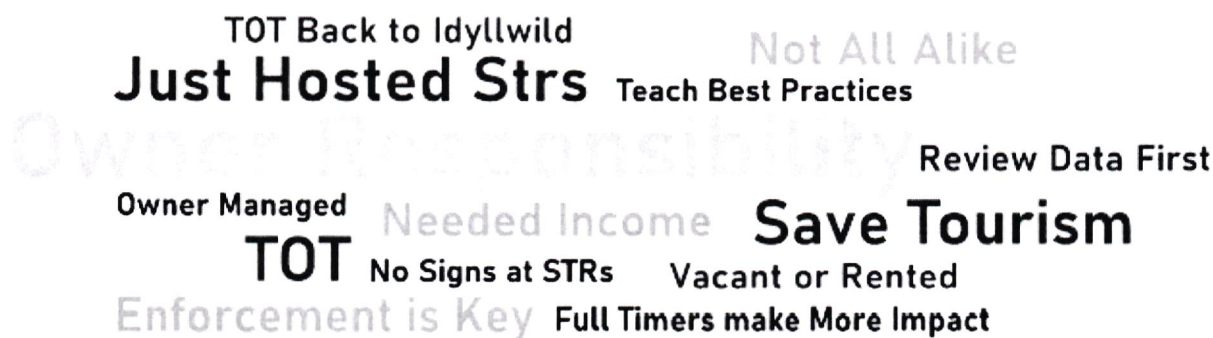 TOT Back to Idyllwild
Not All Alike
Just Hosted Strs
Teach Best Practices
Owner Responsibility
Review Data First
Owner Managed
Needed Income
Save Tourism
TOT
No Signs at STRs
Vacant or Rented
Enforcement is Key
Full Timers make More Impact